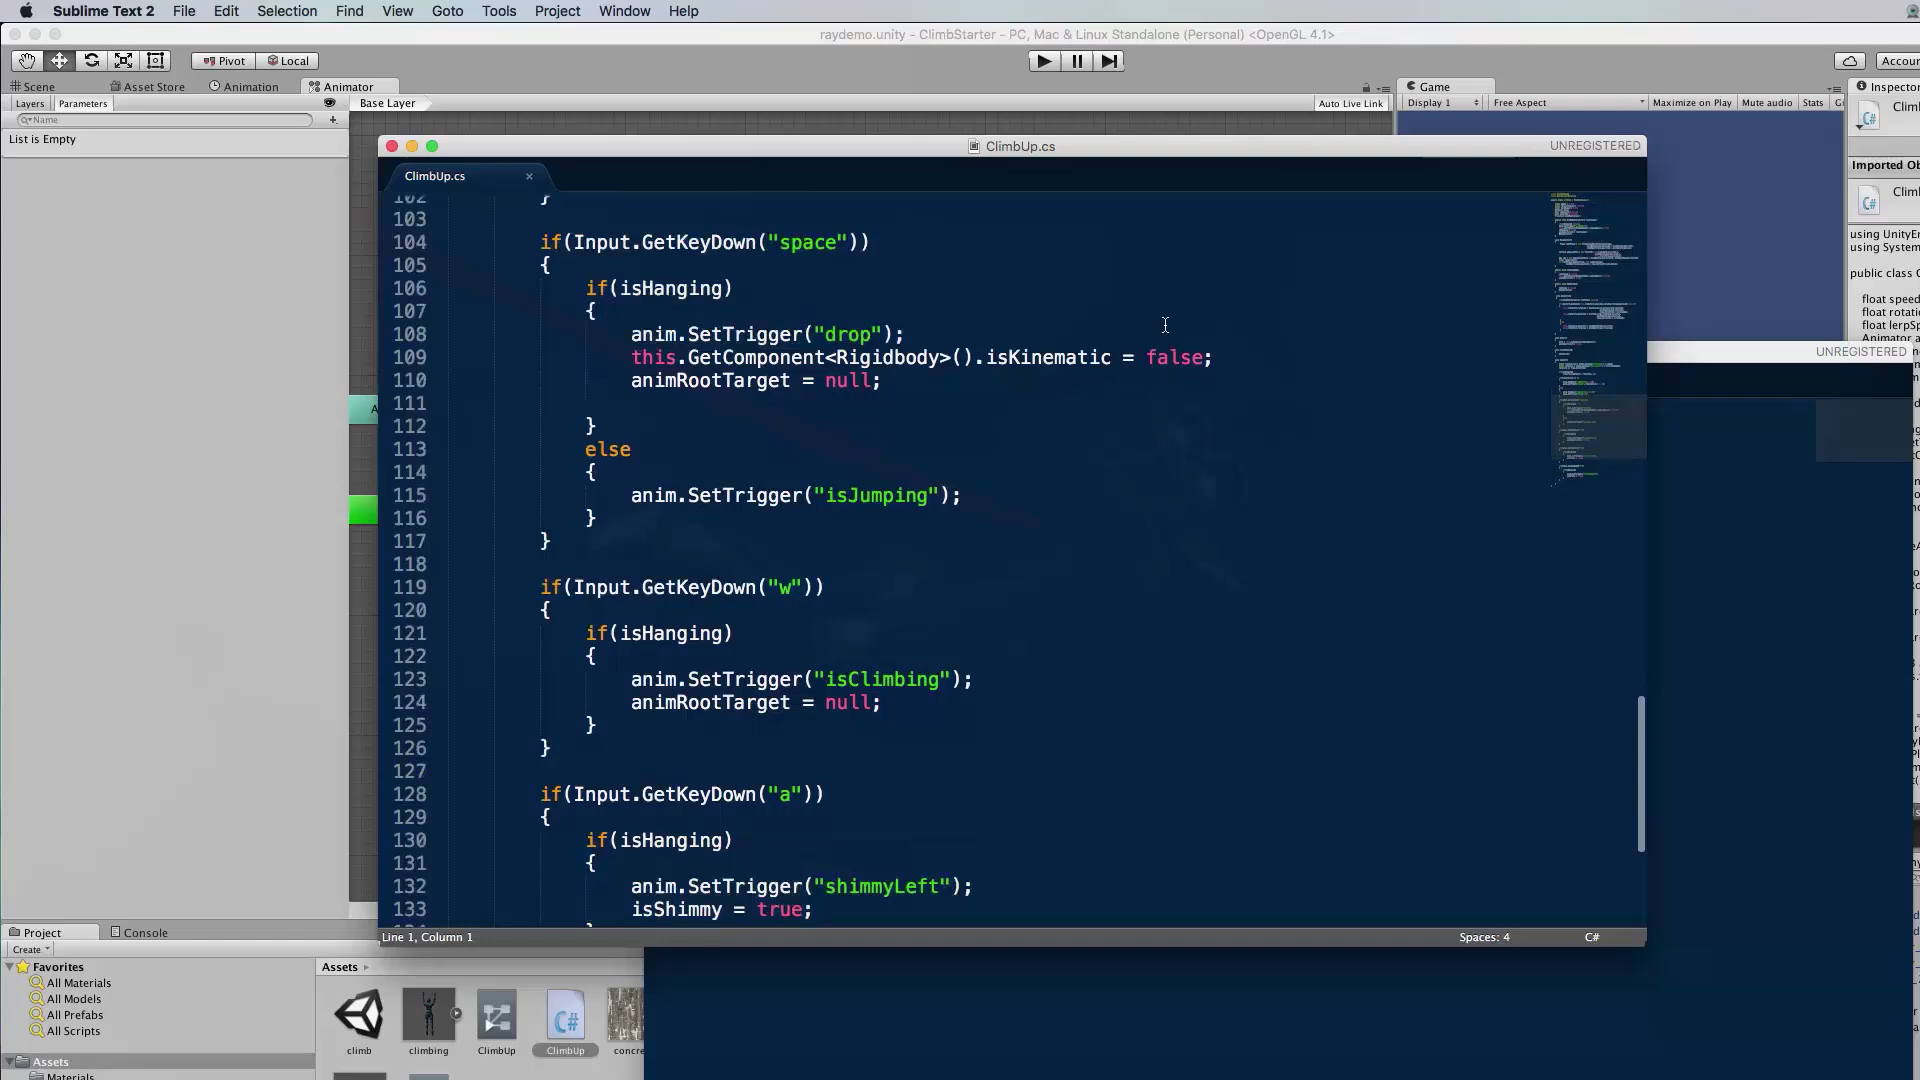 Sublime Text 2 File Edit Selection Find View Goto Tools Project Window Help
raydemo.unity - ClimbStarter - PC, Mac & Linux Standalone (Personal) <OpenGL 4.1>
Pivot Local
Scene Asset Store Animation Animator
Layers Parameters
Base Layer
Auto Live Link
Name
List is Empty
Game
Display 1 Free Aspect Maximize on Play Mute audio Stats
Accou
Inspector
Climb
Imported Ob
Climb
using UnityEn
using System
public class C
float speed
float rotatio
float lerpSp
Animator a
UNREGISTERED
ClimbUp.cs
UNREGISTERED
ClimbUp.cs
102 }
103
104 if(Input.GetKeyDown("space"))
105 {
106 if(isHanging)
107 {
108 anim.SetTrigger("drop");
109 this.GetComponent<Rigidbody>().isKinematic = false;
110 animRootTarget = null;
111
112 }
113 else
114 {
115 anim.SetTrigger("isJumping");
116 }
117 }
118
119 if(Input.GetKeyDown("w"))
120 {
121 if(isHanging)
122 {
123 anim.SetTrigger("isClimbing");
124 animRootTarget = null;
125 }
126 }
127
128 if(Input.GetKeyDown("a"))
129 {
130 if(isHanging)
131 {
132 anim.SetTrigger("shimmyLeft");
133 isShimmy = true;
Line 1, Column 1
Spaces: 4
C#
Project Console
Create
Favorites
All Materials
All Models
All Prefabs
All Scripts
Assets
Materials
Assets
C#
climb climbing ClimbUp ClimbUp concre